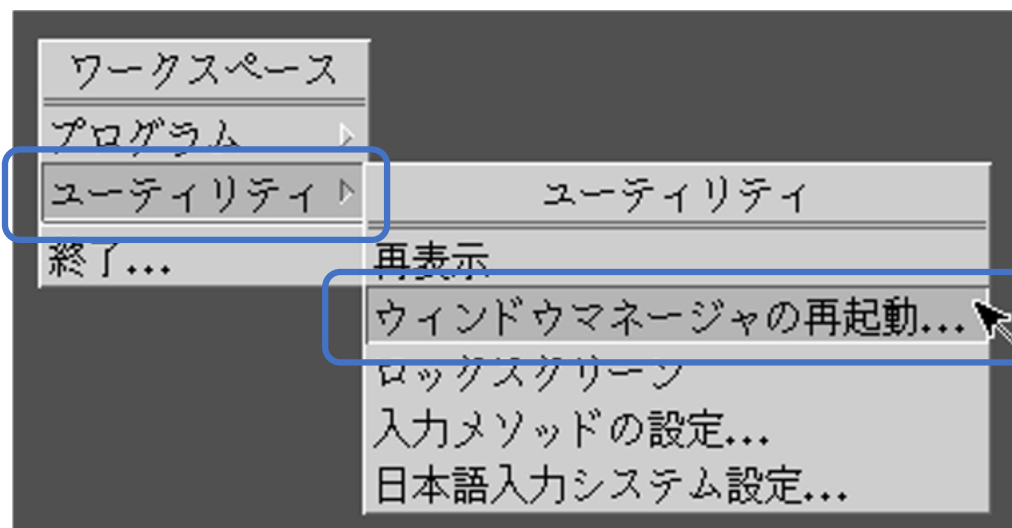 ワークスペース
プログラム
ユーティリティ
終了...
ユーティリティ
再表示
ウィンドウマネージャの再起動...
ロックスクリーン
入力メソッドの設定...
日本語入力システム設定...